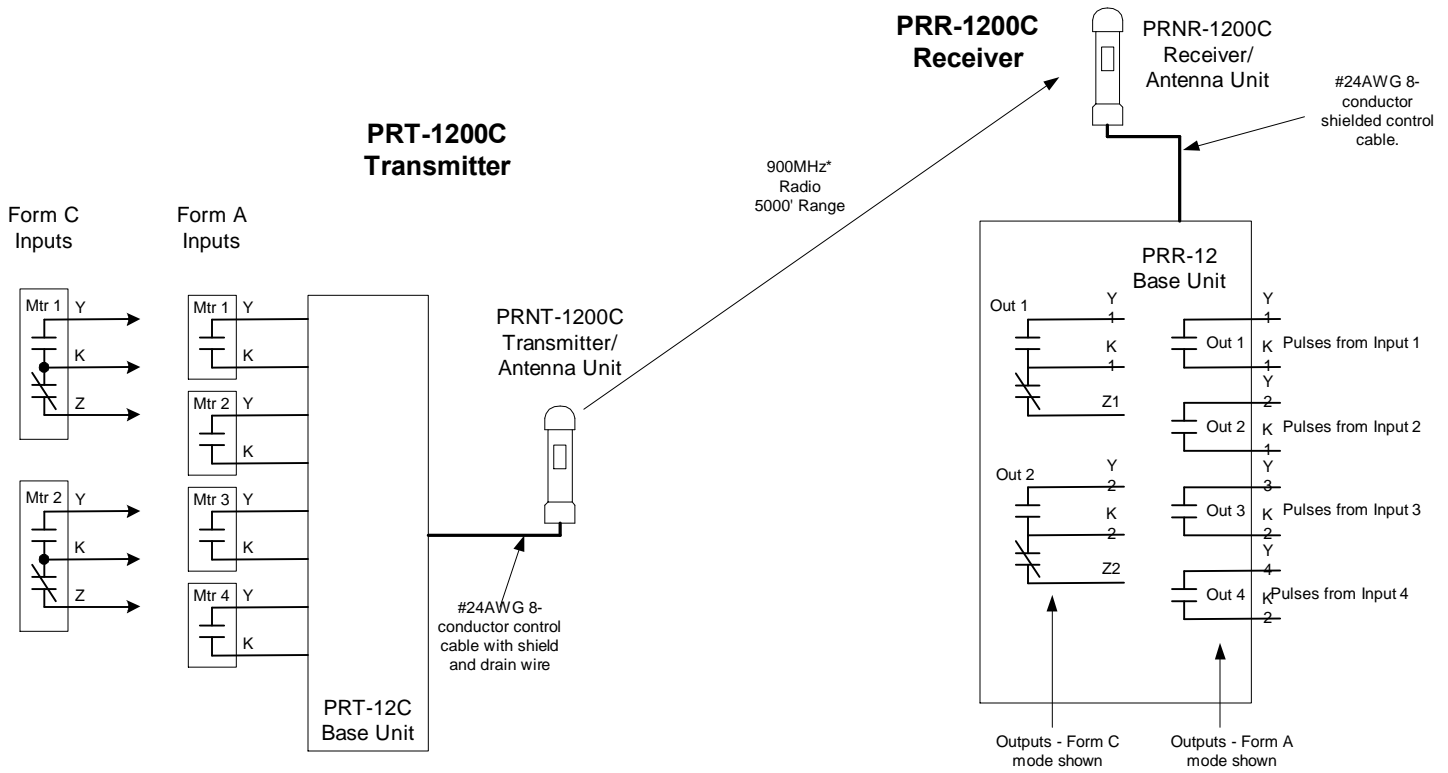 PRR-1200C
Receiver
PRNR-1200C
Receiver/
Antenna Unit
#24AWG 8-
conductor
shielded control
cable.
PRT-1200C
Transmitter
900MHz*
Radio
5000' Range
Form C
Inputs
Form A
Inputs
Mtr 1
Y
K
Z
Mtr 2
Y
K
Z
Mtr 1
Y
K
Mtr 2
Y
K
Mtr 3
Y
K
Mtr 4
Y
K
PRT-12C
Base Unit
PRNT-1200C
Transmitter/
Antenna Unit
#24AWG 8-
conductor control
cable with shield
and drain wire
PRR-12
Base Unit
Out 1
Y
1
K
1
Z1
Out 2
Y
2
K
2
Z2
Y
1
Out 1
K
1
Pulses from Input 1
Y
2
Out 2
K
1
Pulses from Input 2
Y
3
Out 3
K
2
Pulses from Input 3
Y
4
Out 4
K
2
Pulses from Input 4
Outputs - Form C
mode shown
Outputs - Form A
mode shown